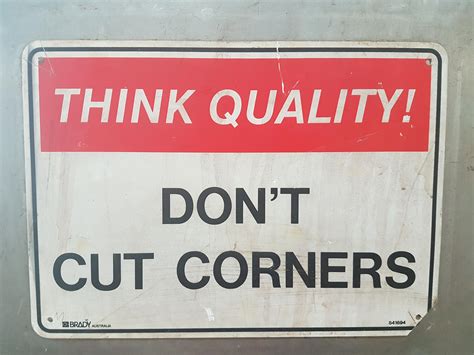 THINK QUALITY!
DON'T
CUT CORNERS
BRADY AUSTRALIA
841694